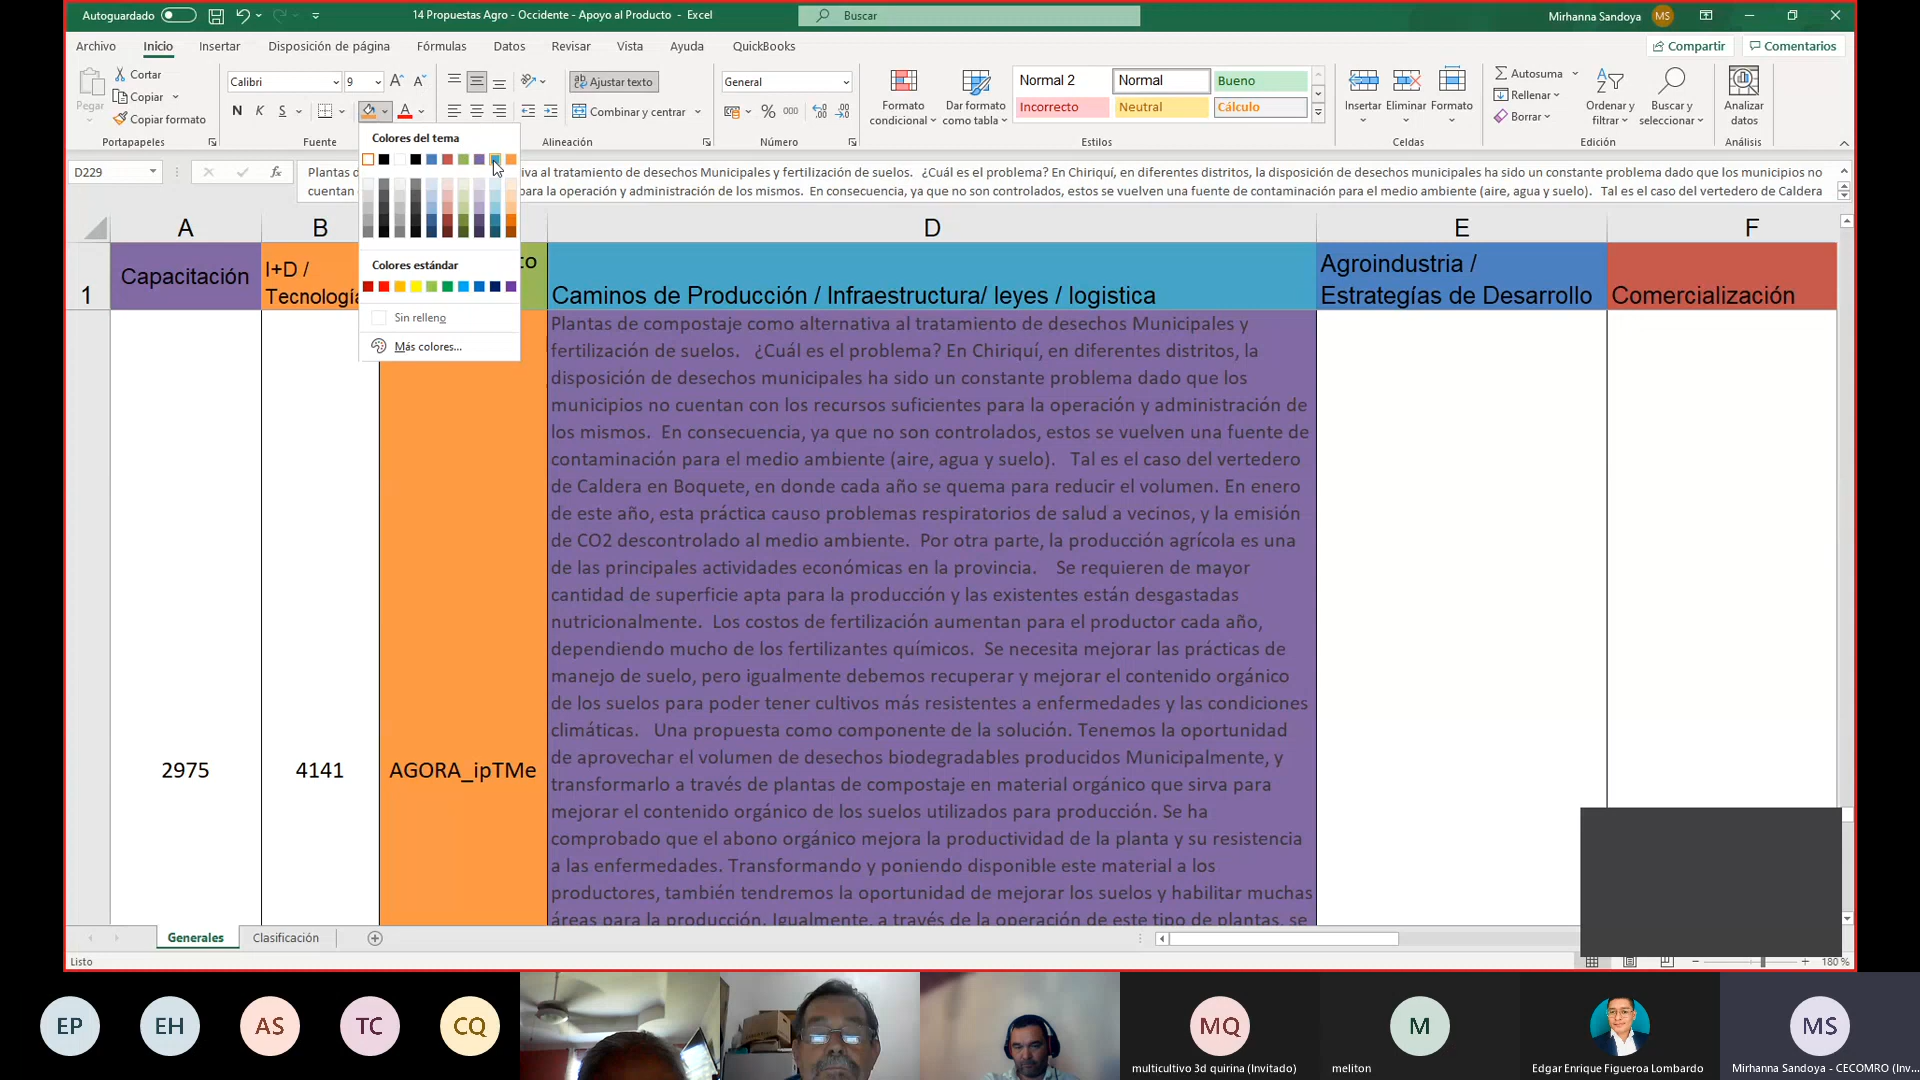 Autoguardado
14 Propuestas Agro - Occidente - Apoyo al Producto - Excel
Buscar
Mirhanna Sandoya
MS
Archivo
Inicio
Insertar
Disposición de página
Fórmulas
Datos
Revisar
Vista
Ayuda
QuickBooks
Compartir
Comentarios
Pegar
Cortar
Copiar
Copiar formato
Portapapeles
Calibri
9
N K S
Fuente
Ajustar texto
Combinar y centrar
Alineación
General
% 000
Número
Formato condicional
Dar formato como tabla
Normal 2
Normal
Bueno
Incorrecto
Neutral
Cálculo
Estilos
Insertar
Eliminar
Formato
Celdas
Autosuma
Rellenar
Borrar
Ordenar y filtrar
Buscar y seleccionar
Edición
Analizar datos
Análisis
Colores del tema
Colores estándar
Sin relleno
Más colores...
D229
fx
Plantas d
va al tratamiento de desechos Municipales y fertilización de suelos. ¿Cuál es el problema? En Chiriquí, en diferentes distritos, la disposición de desechos municipales ha sido un constante problema dado que los municipios no
cuentan
para la operación y administración de los mismos. En consecuencia, ya que no son controlados, estos se vuelven una fuente de contaminación para el medio ambiente (aire, agua y suelo). Tal es el caso del vertedero de Caldera
A
B
D
E
F
1
Capacitación
I+D /
Tecnología
to
Caminos de Producción / Infraestructura/ leyes / logistica
Agroindustria /
Estrategías de Desarrollo
Comercialización
2975
4141
AGORA_ipTMe
Plantas de compostaje como alternativa al tratamiento de desechos Municipales y
fertilización de suelos. ¿Cuál es el problema? En Chiriquí, en diferentes distritos, la
disposición de desechos municipales ha sido un constante problema dado que los
municipios no cuentan con los recursos suficientes para la operación y administración de
los mismos. En consecuencia, ya que no son controlados, estos se vuelven una fuente de
contaminación para el medio ambiente (aire, agua y suelo). Tal es el caso del vertedero
de Caldera en Boquete, en donde cada año se quema para reducir el volumen. En enero
de este año, esta práctica causo problemas respiratorios de salud a vecinos, y la emisión
de CO2 descontrolado al medio ambiente. Por otra parte, la producción agrícola es una
de las principales actividades económicas en la provincia. Se requieren de mayor
cantidad de superficie apta para la producción y las existentes están desgastadas
nutricionalmente. Los costos de fertilización aumentan para el productor cada año,
dependiendo mucho de los fertilizantes químicos. Se necesita mejorar las prácticas de
manejo de suelo, pero igualmente debemos recuperar y mejorar el contenido orgánico
de los suelos para poder tener cultivos más resistentes a enfermedades y las condiciones
climáticas. Una propuesta como componente de la solución. Tenemos la oportunidad
de aprovechar el volumen de desechos biodegradables producidos Municipalmente, y
transformarlo a través de plantas de compostaje en material orgánico que sirva para
mejorar el contenido orgánico de los suelos utilizados para producción. Se ha
comprobado que el abono orgánico mejora la productividad de la planta y su resistencia
a las enfermedades. Transformando y poniendo disponible este material a los
productores, también tendremos la oportunidad de mejorar los suelos y habilitar muchas
áreas para la producción. Igualmente, a través de la operación de este tipo de plantas, se
Generales
Clasificación
Listo
180 %
EP
EH
AS
TC
CQ
MQ
M
MS
multicultivo 3d quirina (Invitado)
meliton
Edgar Enrique Figueroa Lombardo
Mirhanna Sandoya - CECOMRO (Inv...